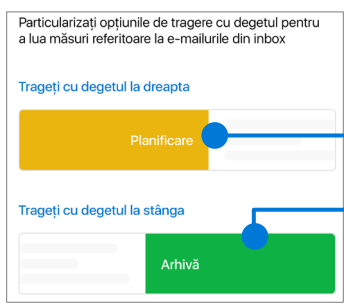 Particularizați opțiunile de tragere cu degetul pentru
a lua măsuri referitoare la e-mailurile din inbox
Trageți cu degetul la dreapta
Planificare
Trageți cu degetul la stânga
Arhivă